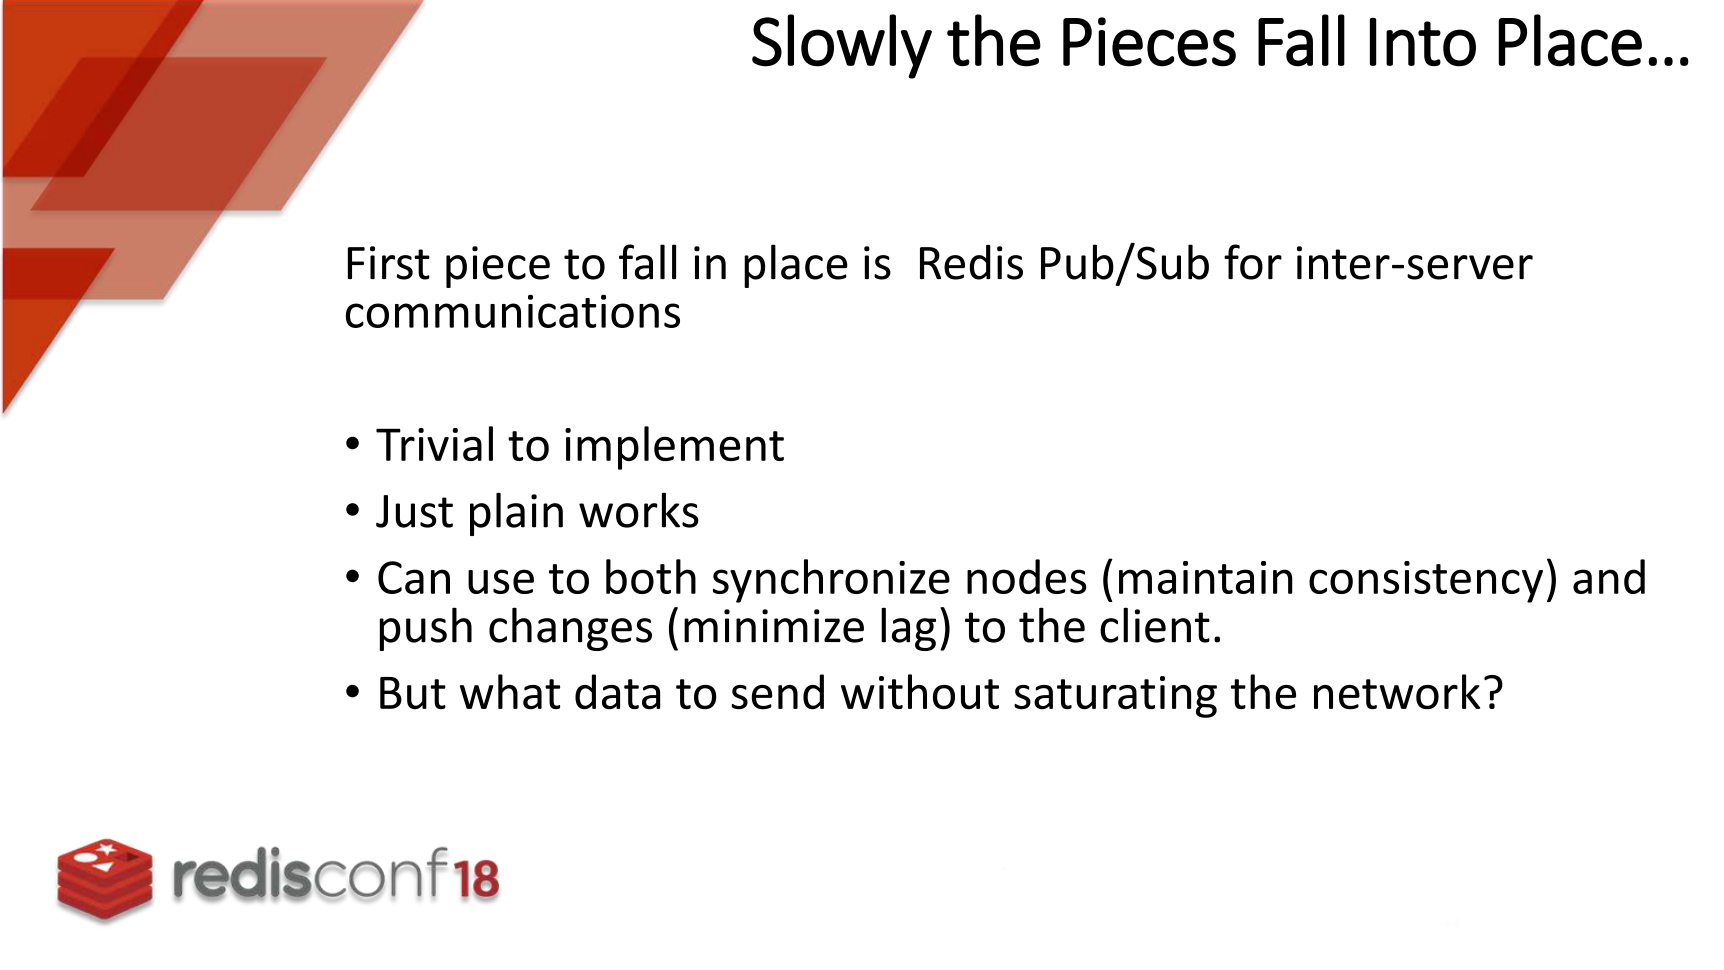 Slowly the Pieces Fall Into Place...
First piece to fall in place is  Redis Pub/Sub for inter-server
communications
• Trivial to implement
• Just plain works
• Can use to both synchronize nodes (maintain consistency) and
push changes (minimize lag) to the client.
• But what data to send without saturating the network?
redisconf18